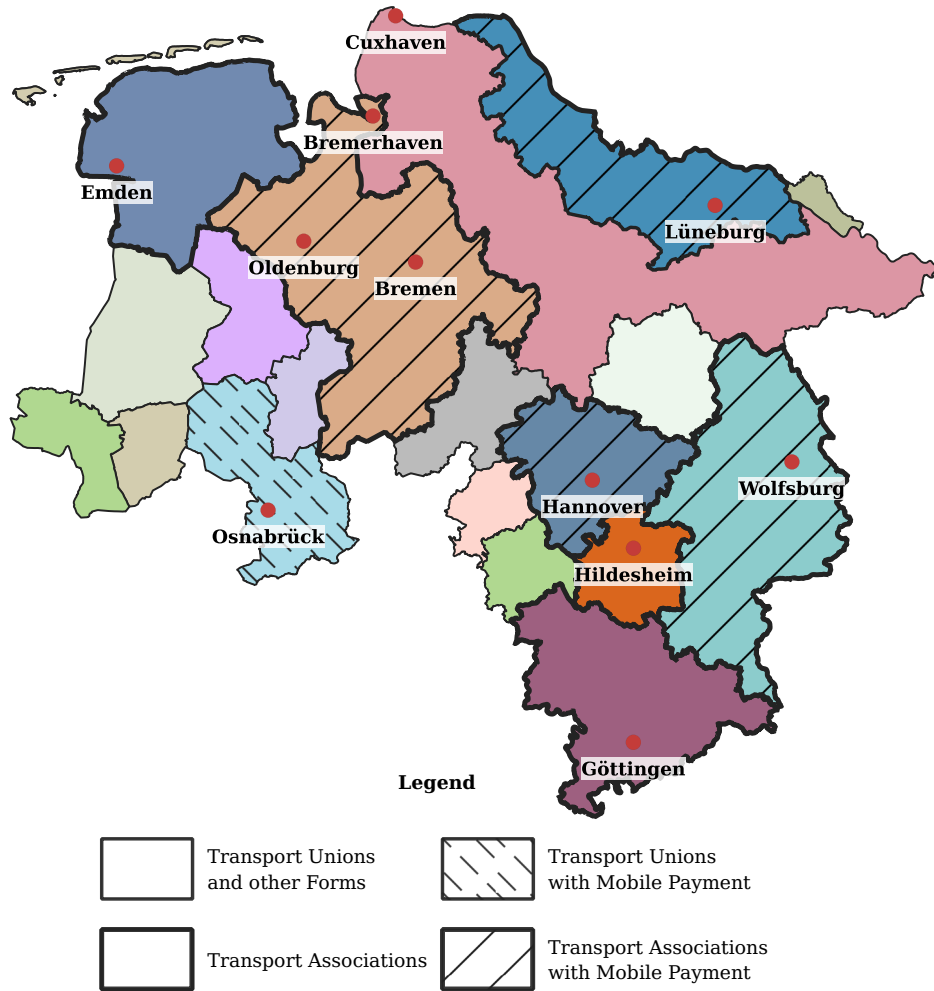 Cuxhaven
Bremerhaven
Emden
Lüneburg
Oldenburg
Bremen
Wolfsburg
Hannover
Osnabrück
Hildesheim
Göttingen
Legend
Transport Unions
and other Forms
Transport Unions
with Mobile Payment
Transport Associations
Transport Associations
with Mobile Payment